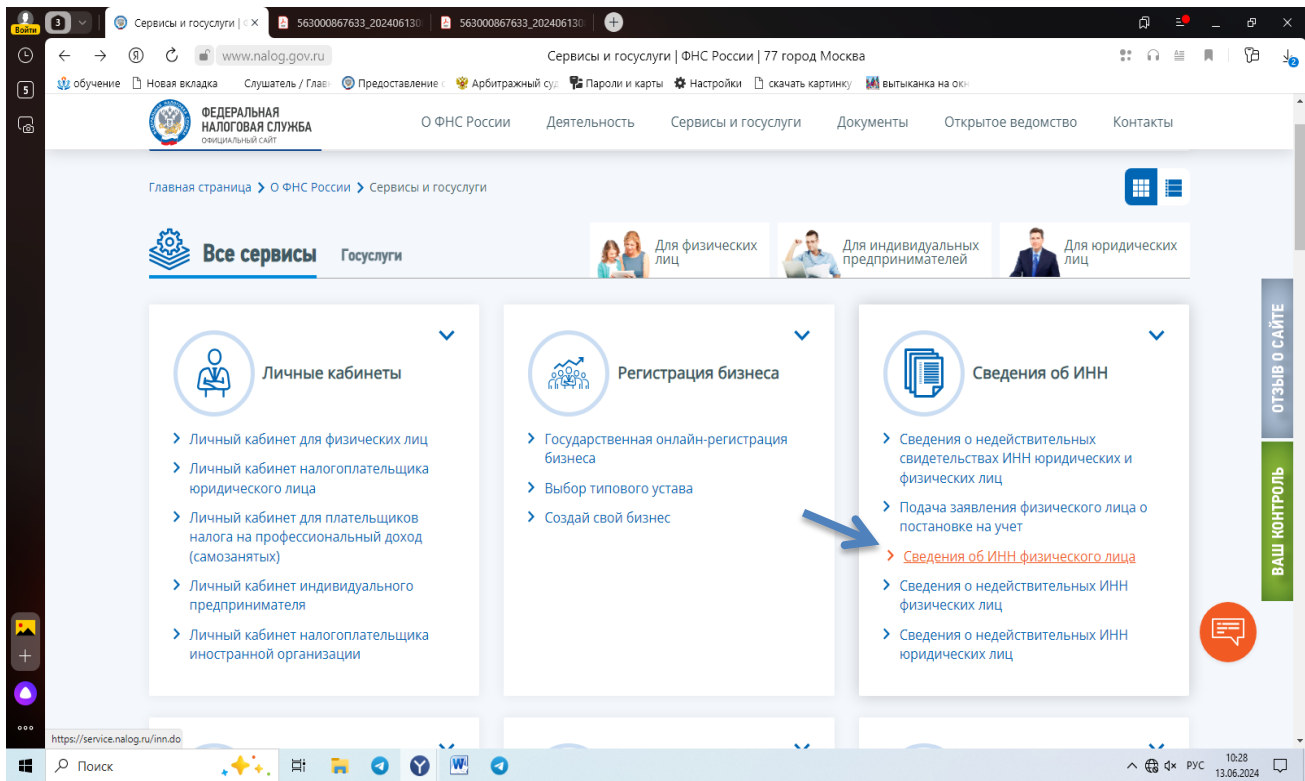 Войти
3
Сервисы и госуслуги | С
563000867633_202406130
563000867633_202406130
www.nalog.gov.ru
Сервисы и госуслуги | ФНС России | 77 город Москва
5
2
обучение
Новая вкладка
Слушатель / Глав
Предоставление с
Арбитражный суд
Пароли и карты
Настройки
скачать картинку
вытыканка на окн
ФЕДЕРАЛЬНАЯ
НАЛОГОВАЯ СЛУЖБА
ОФИЦИАЛЬНЫЙ САЙТ
О ФНС России
Деятельность
Сервисы и госуслуги
Документы
Открытое ведомство
Контакты
Главная страница > О ФНС России > Сервисы и госуслуги
Все сервисы
Госуслуги
Для физических
лиц
Для индивидуальных
предпринимателей
Для юридических
лиц
Личные кабинеты
Личный кабинет для физических лиц
Личный кабинет налогоплательщика
юридического лица
Личный кабинет для плательщиков
налога на профессиональный доход
(самозанятых)
Личный кабинет индивидуального
предпринимателя
Личный кабинет налогоплательщика
иностранной организации
Регистрация бизнеса
Государственная онлайн-регистрация
бизнеса
Выбор типового устава
Создай свой бизнес
Сведения об ИНН
Сведения о недействительных
свидетельствах ИНН юридических и
физических лиц
Подача заявления физического лица о
постановке на учет
Сведения об ИНН физического лица
Сведения о недействительных ИНН
физических лиц
Сведения о недействительных ИНН
юридических лиц
ОТЗЫВ О САЙТЕ
ВАШ КОНТРОЛЬ
https://service.nalog.ru/inn.do
Поиск
РУС
10:28
13.06.2024